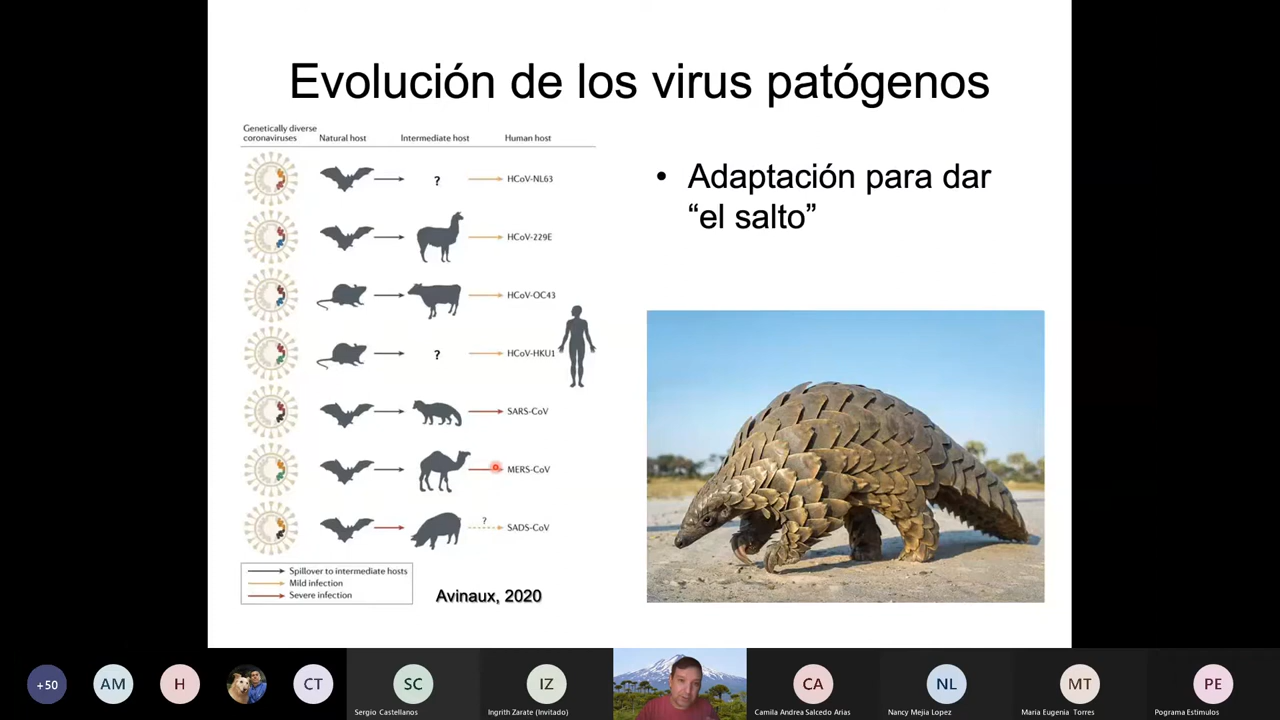 Evolución de los virus patógenos
Genetically diverse
coronaviruses
Natural host
Intermediate host
Human host
?
HCoV-NL63
HCoV-229E
HCoV-OC43
?
HCoV-HKU1
SARS-CoV
MERS-CoV
?
SADS-CoV
Spillover to intermediate hosts
Mild infection
Severe infection
Avinaux, 2020
• Adaptación para dar
“el salto”
+50
AM
H
CT
SC
Sergio Castellanos
IZ
Ingrith Zarate (Invitado)
CA
Camila Andrea Salcedo Arias
NL
Nancy Mejia Lopez
MT
Maria Eugenia Torres
PE
Pograma Estimulos